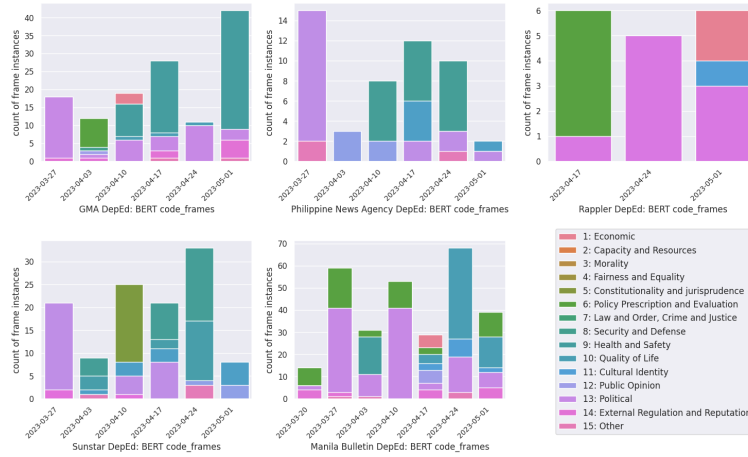 count of frame instances
40
35
30
25
20
15
10
5
0
2023-03-27
2023-04-03
2023-04-10
2023-04-17
2023-04-24
2023-05-01
GMA DepEd: BERT code_frames
count of frame instances
14
12
10
8
6
4
2
0
2023-03-27
2023-04-03
2023-04-10
2023-04-17
2023-04-24
2023-05-01
Philippine News Agency DepEd: BERT code_frames
count of frame instances
6
5
4
3
2
1
0
2023-04-17
2023-04-24
2023-05-01
Rappler DepEd: BERT code_frames
count of frame instances
30
25
20
15
10
5
0
2023-03-27
2023-04-03
2023-04-10
2023-04-17
2023-04-24
2023-05-01
Sunstar DepEd: BERT code_frames
count of frame instances
70
60
50
40
30
20
10
0
2023-03-20
2023-03-27
2023-04-03
2023-04-10
2023-04-17
2023-04-24
2023-05-01
Manila Bulletin DepEd: BERT code_frames
1: Economic
2: Capacity and Resources
3: Morality
4: Fairness and Equality
5: Constitutionality and jurisprudence
6: Policy Prescription and Evaluation
7: Law and Order, Crime and Justice
8: Security and Defense
9: Health and Safety
10: Quality of Life
11: Cultural Identity
12: Public Opinion
13: Political
14: External Regulation and Reputation
15: Other